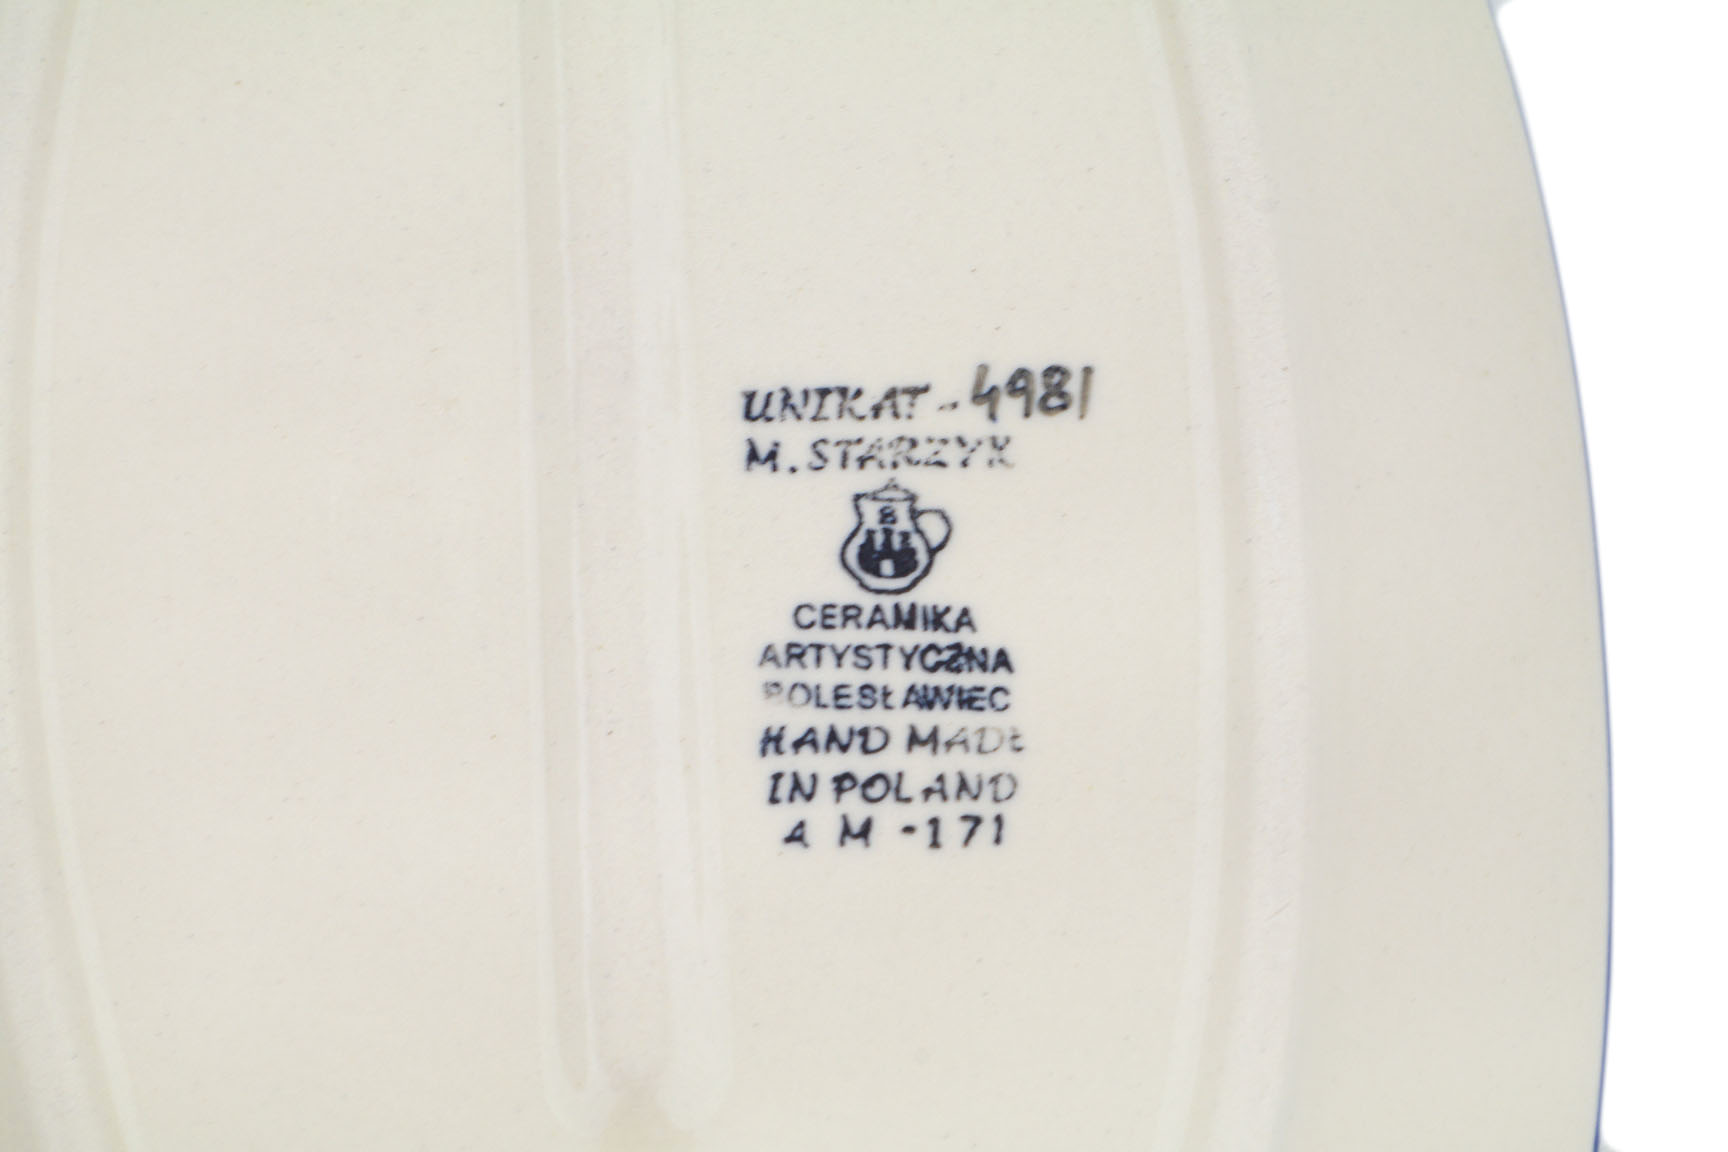 UNIKAT - 4981
M. STARZYK
B
CERAMIKA
ARTYSTYCZNA
BOLESŁAWIEC
HAND MADE
IN POLAND
A M -171